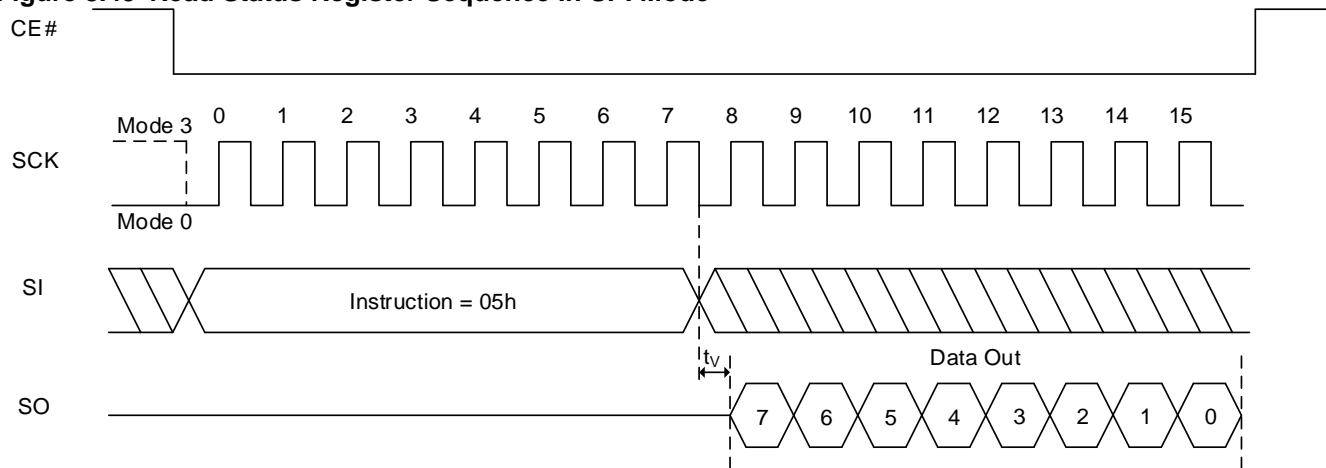 CE#
0 1 2 3 4 5 6 7 8 9 10 11 12 13 14 15
Mode 3
SCK
Mode 0
SI
Instruction = 05h
tV
Data Out
SO
7 6 5 4 3 2 1 0